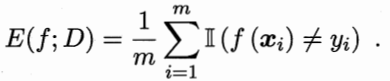 E(f; D) = \frac{1}{m} \sum_{i=1}^{m} \mathbb{I}(f(\boldsymbol{x}_i) \neq y_i) .